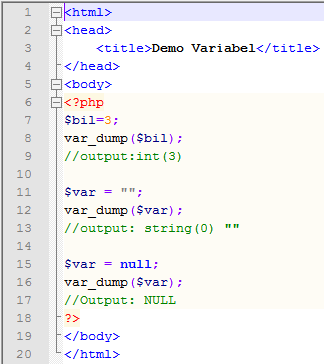 1 <html>
2 <head>
3 <title>Demo Variabel</title>
4 </head>
5 <body>
6 <?php
7 $bil=3;
8 var_dump($bil);
9 //output:int(3)
10
11 $var = "";
12 var_dump($var);
13 //output: string(0) ""
14
15 $var = null;
16 var_dump($var);
17 //Output: NULL
18 ?>
19 </body>
20 </html>